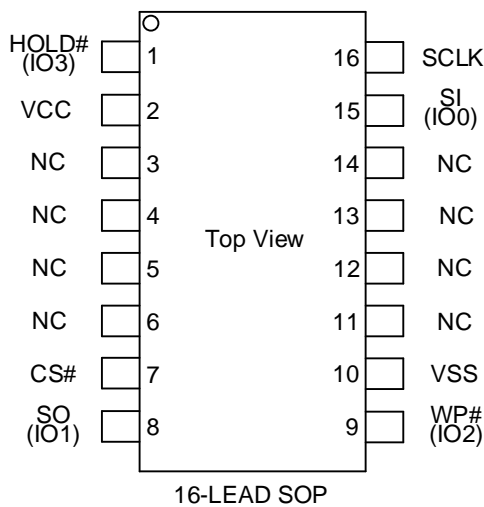 HOLD#
(IO3)
1
16
SCLK
VCC
2
15
SI
(IO0)
NC
3
14
NC
NC
4
13
NC
Top View
NC
5
12
NC
NC
6
11
NC
CS#
7
10
VSS
SO
(IO1)
8
9
WP#
(IO2)
16-LEAD SOP